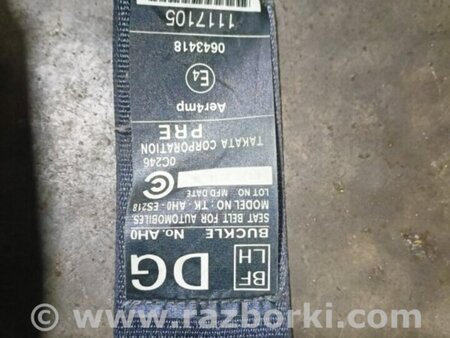 BF
LH
DG
BUCKLE No. AH0
SEAT BELT FOR AUTOMOBILES
MODEL NO : TK - AH0 - ES218
LOT NO MFD DATE
C
0C246
TAKATA CORPORATION
PRE
Aer4mp
E4
0643418
1117105
© www.razborki.com